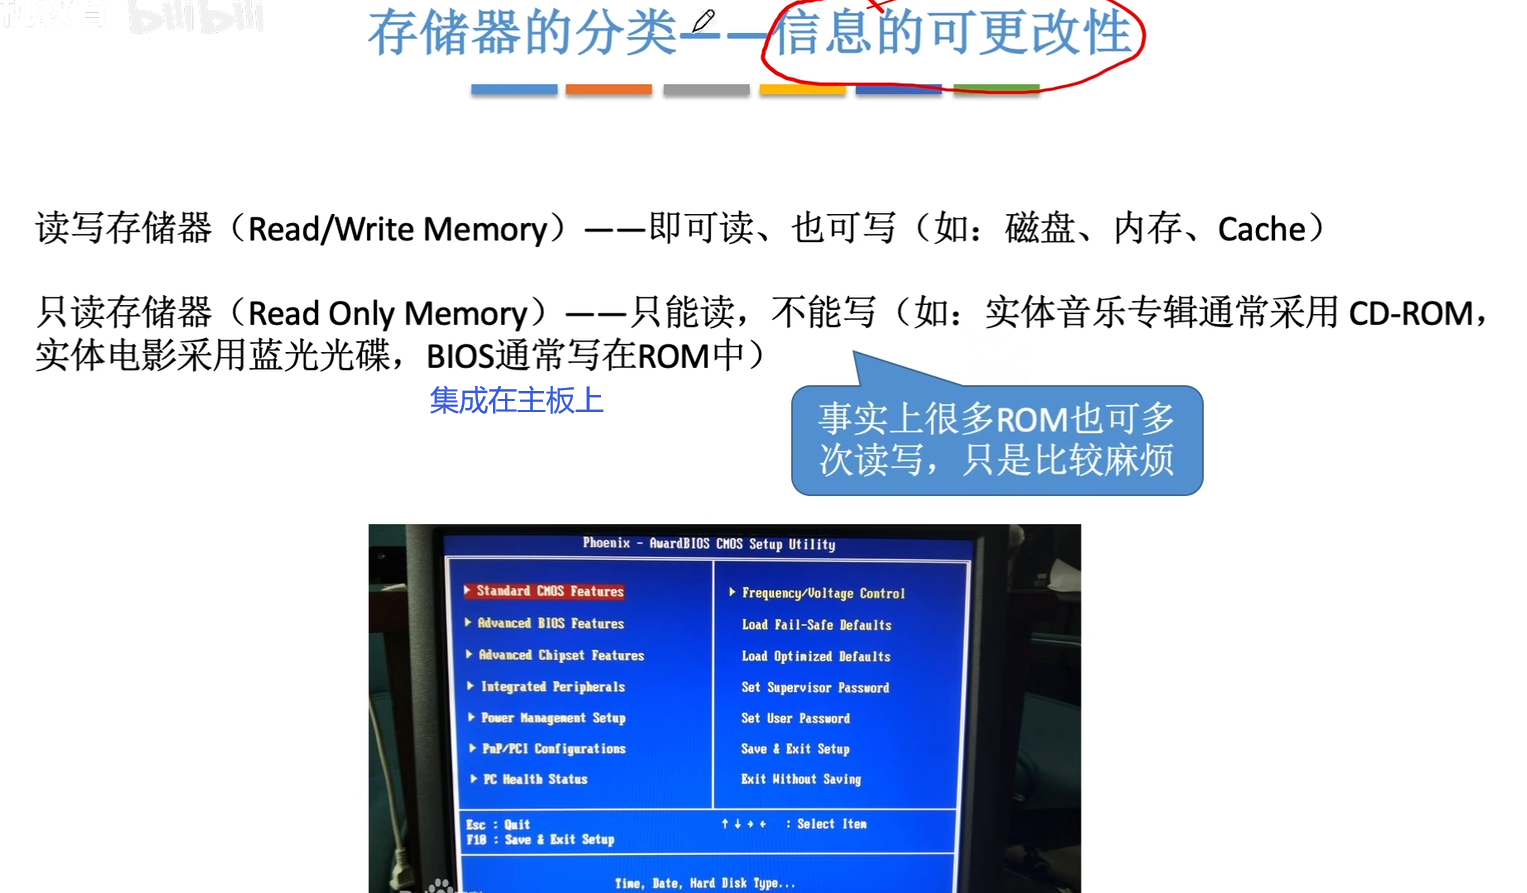 bilibili
存储器的分类——信息的可更改性
读写存储器（Read/Write Memory）——即可读、也可写（如：磁盘、内存、Cache）
只读存储器（Read Only Memory）——只能读，不能写（如：实体音乐专辑通常采用 CD-ROM，
实体电影采用蓝光光碟，BIOS通常写在ROM中）
集成在主板上
事实上很多ROM也可多
次读写，只是比较麻烦
Phoenix - AwardBIOS CMOS Setup Utility
Standard CMOS Features
Advanced BIOS Features
Advanced Chipset Features
Integrated Peripherals
Power Management Setup
PnP/PCI Configurations
PC Health Status
Frequency/Voltage Control
Load Fail-Safe Defaults
Load Optimized Defaults
Set Supervisor Password
Set User Password
Save & Exit Setup
Exit Without Saving
Esc : Quit
F10 : Save & Exit Setup
↑ ↓ → ← : Select Item
Time, Date, Hard Disk Type...